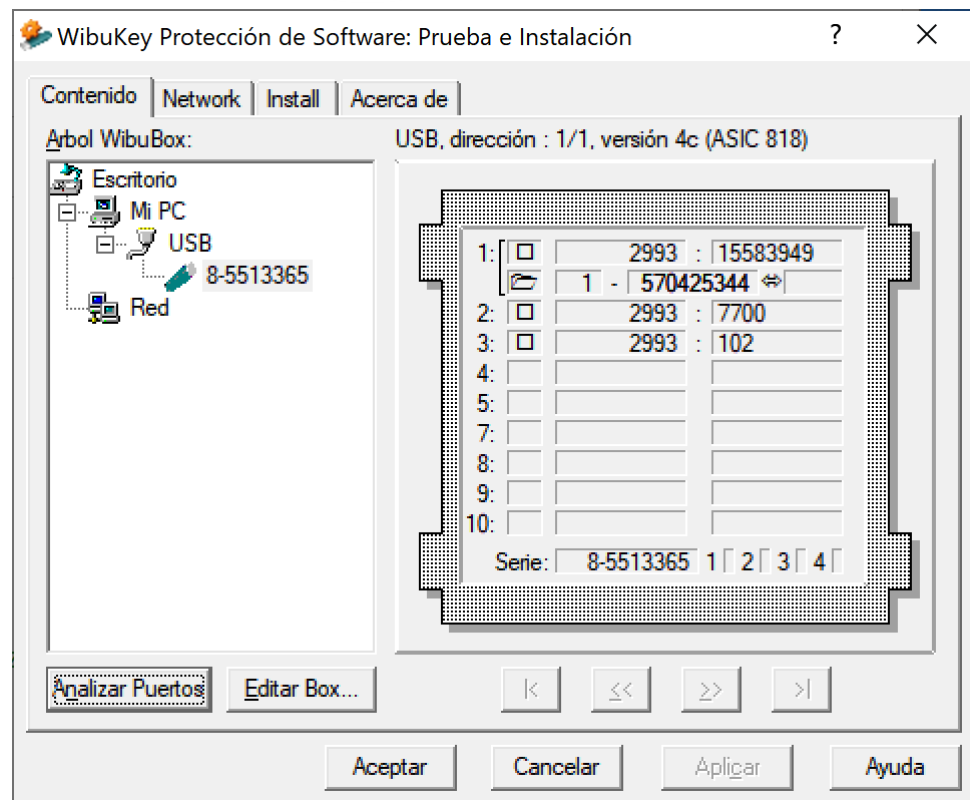 WibuKey Protección de Software: Prueba e Instalación ?
Contenido Network Install Acerca de
Arbol WibuBox:
USB, dirección : 1/1, versión 4c (ASIC 818)
Escritorio
Mi PC
USB
8-5513365
Red
1: 2993 : 15583949
1 - 570425344
2: 2993 : 7700
3: 2993 : 102
4:
5:
7:
8:
9:
10:
Serie: 8-5513365 1 2 3 4
Analizar Puertos Editar Box... |< << >> >|
Aceptar Cancelar Aplicar Ayuda